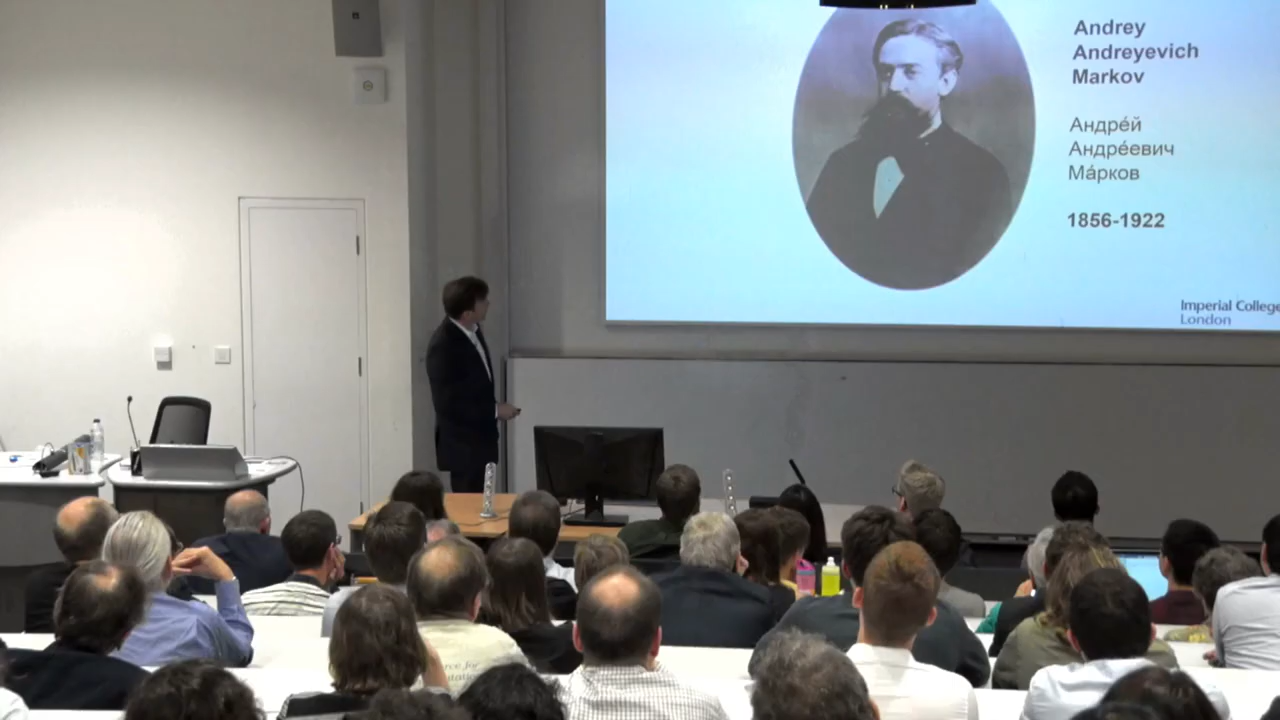 Andrey
Andreyevich
Markov
Андре́й
Андре́евич
Ма́рков
1856-1922
Imperial College
London